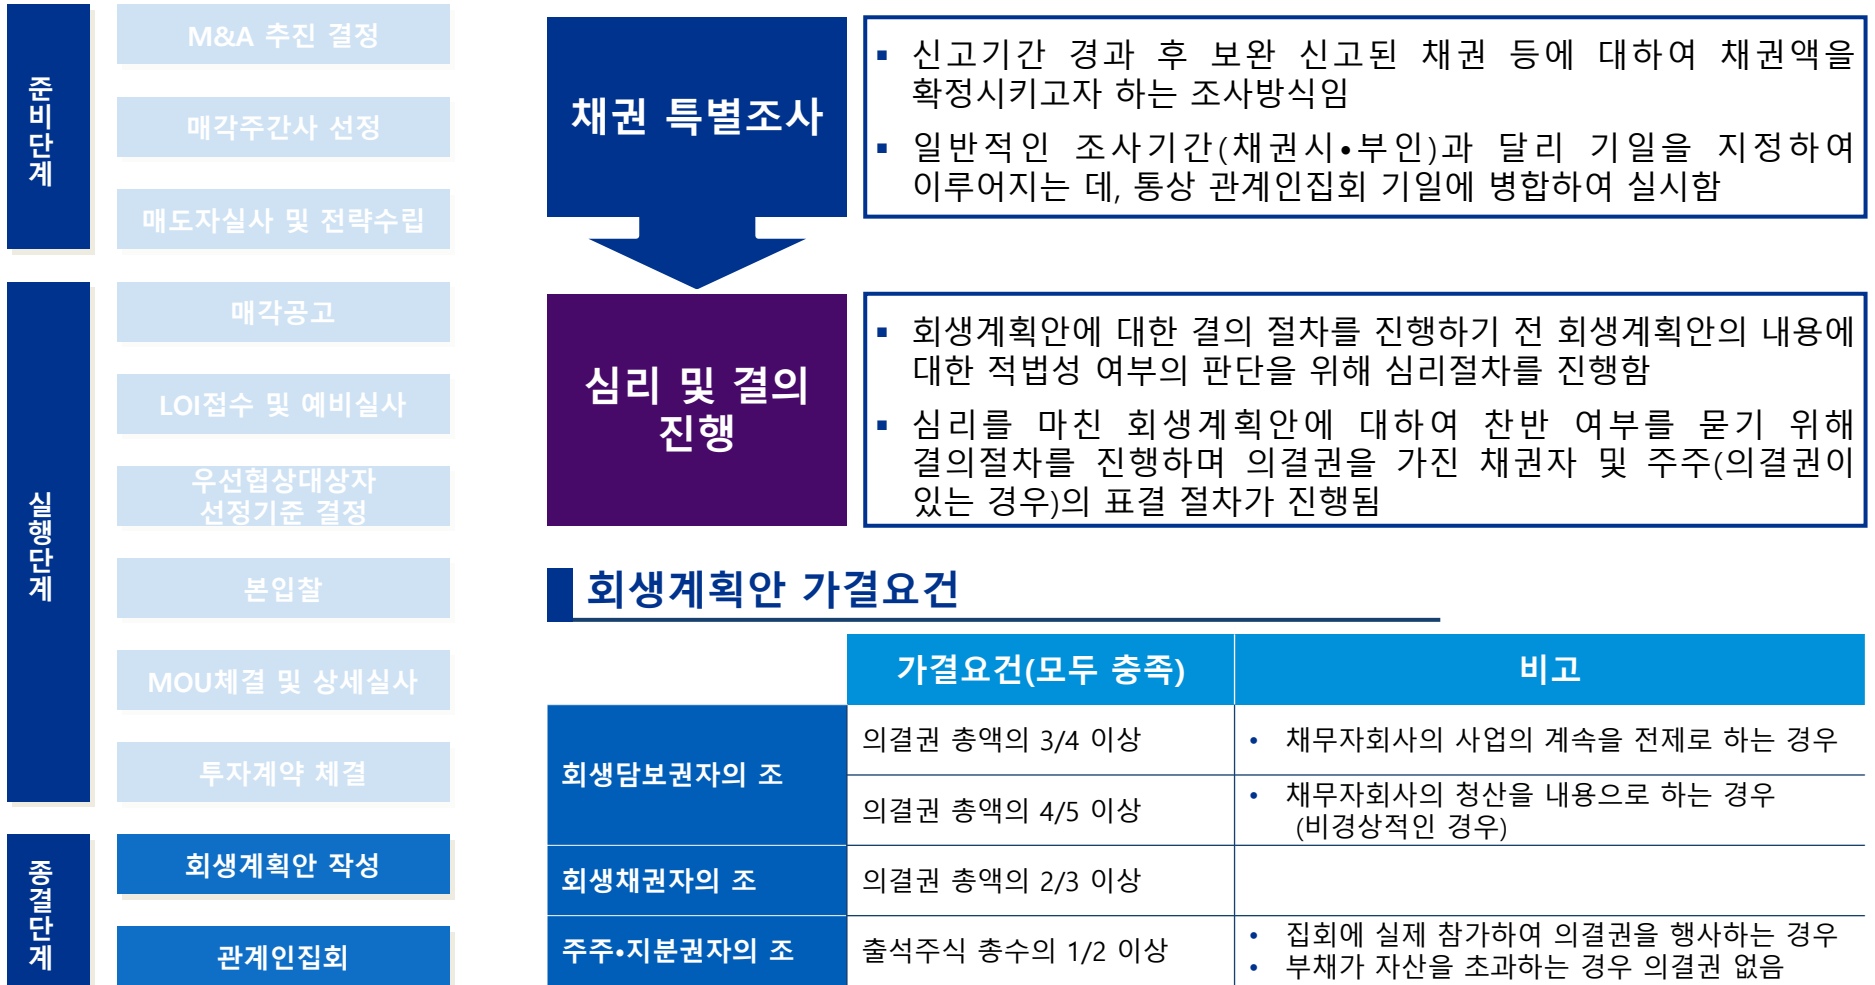 준비단계
M&A 추진 결정
매각주간사 선정
매도자실사 및 전략수립
실행단계
매각공고
LOI접수 및 예비실사
우선협상대상자
선정기준 결정
본입찰
MOU체결 및 상세실사
투자계약 체결
종결단계
회생계획안 작성
관계인집회
채권 특별조사
▪ 신고기간 경과 후 보완 신고된 채권 등에 대하여 채권액을
확정시키고자 하는 조사방식임
▪ 일반적인 조사기간(채권시•부인)과 달리 기일을 지정하여
이루어지는 데, 통상 관계인집회 기일에 병합하여 실시함
심리 및 결의
진행
▪ 회생계획안에 대한 결의 절차를 진행하기 전 회생계획안의 내용에
대한 적법성 여부의 판단을 위해 심리절차를 진행함
▪ 심리를 마친 회생계획안에 대하여 찬반 여부를 묻기 위해
결의절차를 진행하며 의결권을 가진 채권자 및 주주(의결권이
있는 경우)의 표결 절차가 진행됨
회생계획안 가결요건
가결요건(모두 충족)
비고
회생담보권자의 조
의결권 총액의 3/4 이상
• 채무자회사의 사업의 계속을 전제로 하는 경우
의결권 총액의 4/5 이상
• 채무자회사의 청산을 내용으로 하는 경우
(비경상적인 경우)
회생채권자의 조
의결권 총액의 2/3 이상
주주•지분권자의 조
출석주식 총수의 1/2 이상
• 집회에 실제 참가하여 의결권을 행사하는 경우
• 부채가 자산을 초과하는 경우 의결권 없음